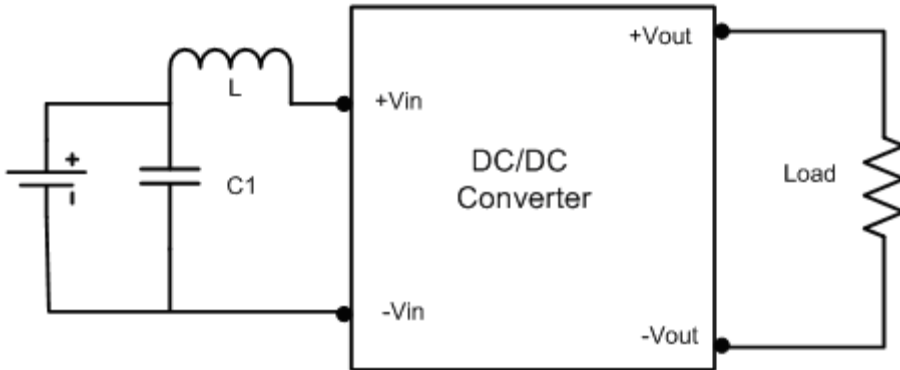 +Vout
L
+Vin
+
DC/DC
Converter
Load
C1
-
-Vin
-Vout